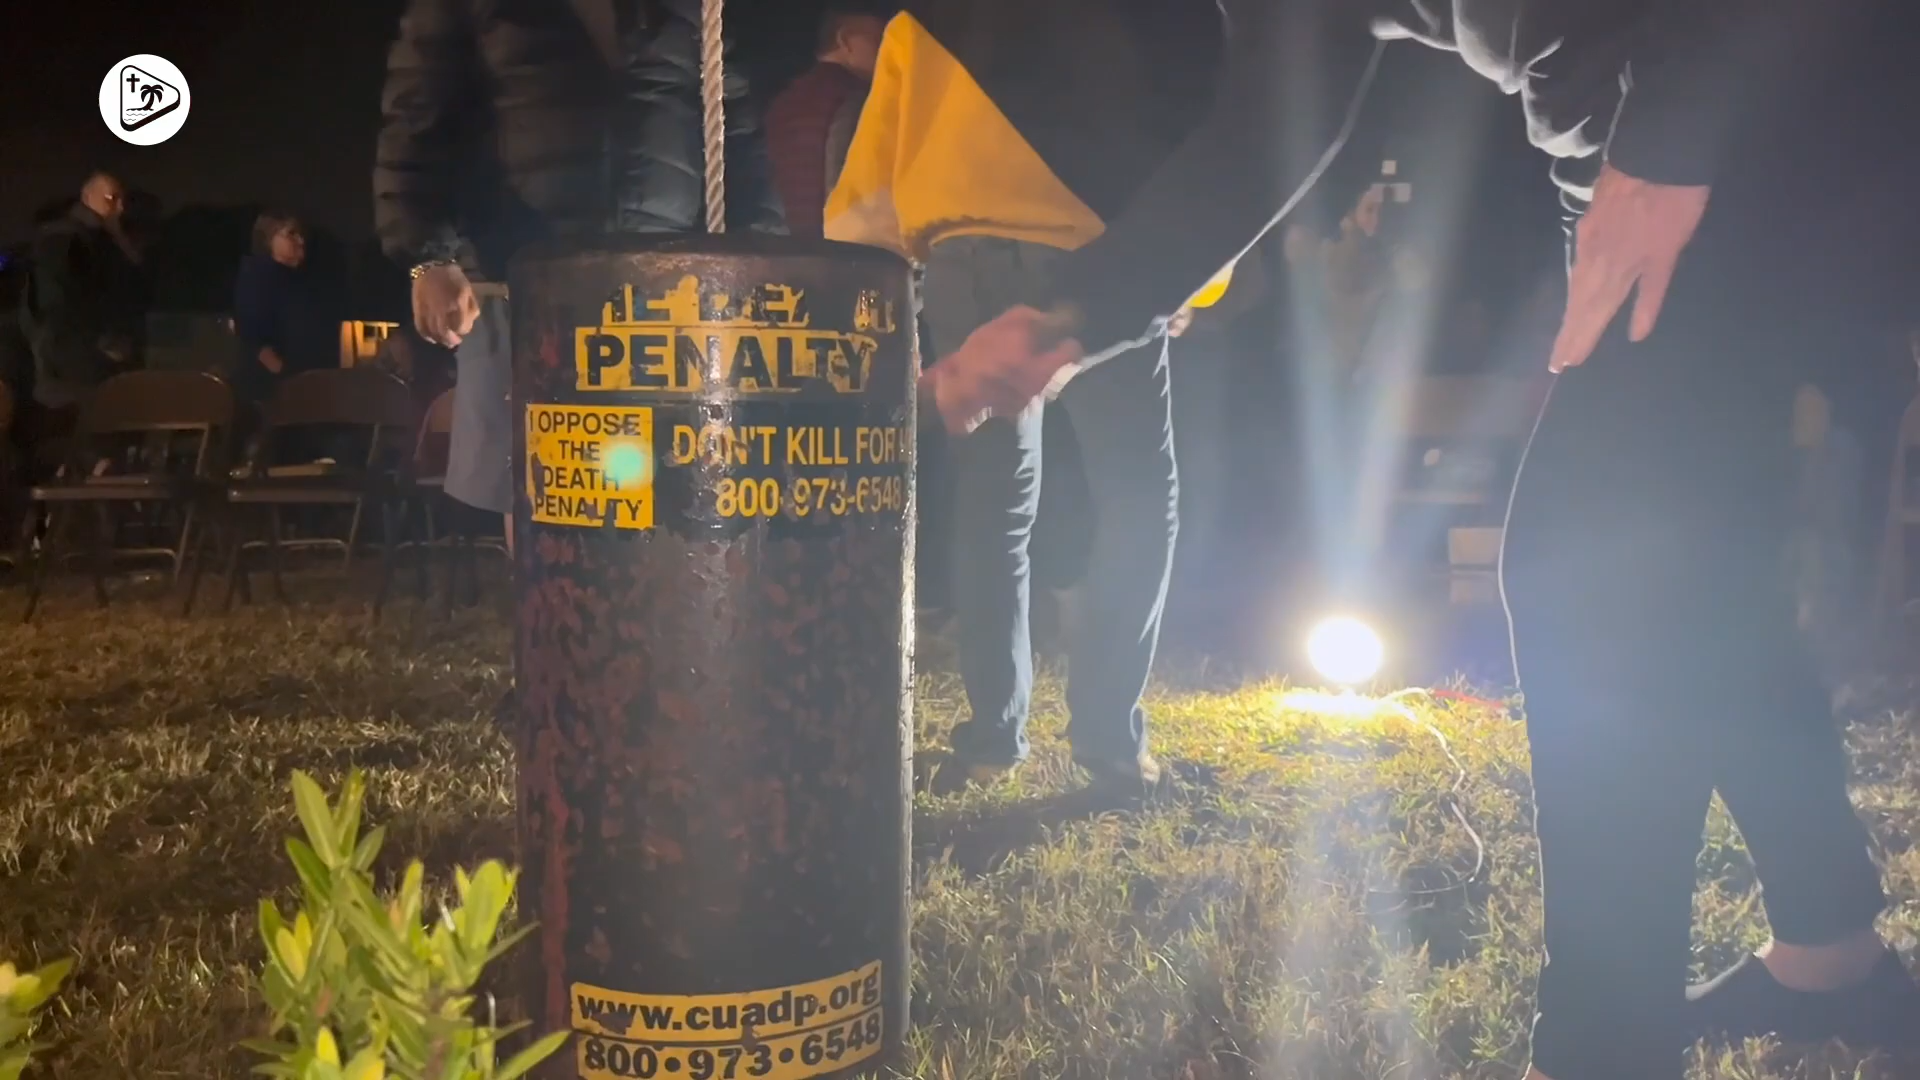 PENALTY
I OPPOSE
THE
DEATH
PENALTY
DON'T KILL FOR
800-973-6548
www.cuadp.org
800•973•6548